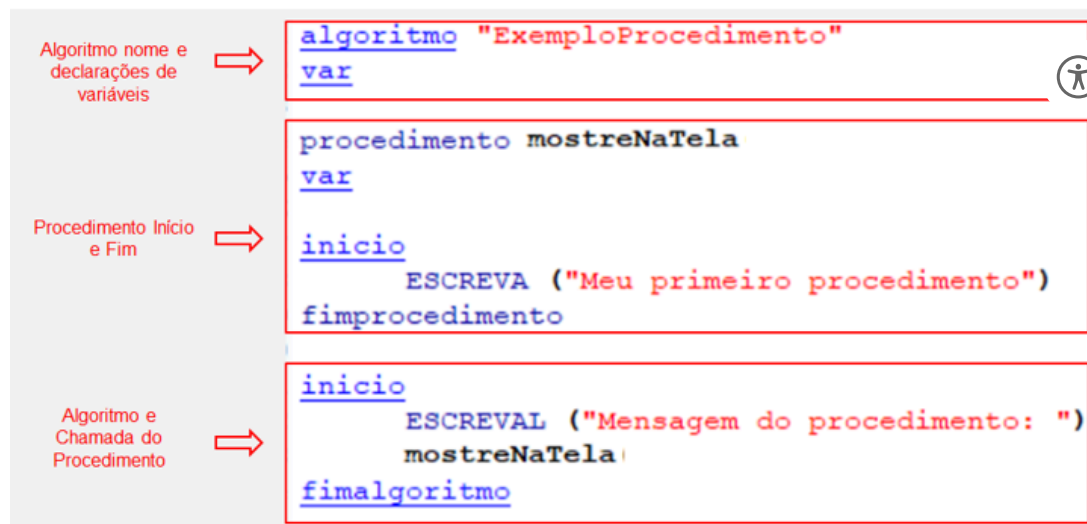 Algoritmo nome e
declarações de
variáveis
algoritmo "ExemploProcedimento"
var
Procedimento Início
e Fim
procedimento mostreNaTela
var
inicio
ESCREVA ("Meu primeiro procedimento")
fimprocedimento
Algoritmo e
Chamada do
Procedimento
inicio
ESCREVAL ("Mensagem do procedimento: ")
mostreNaTela
fimalgoritmo